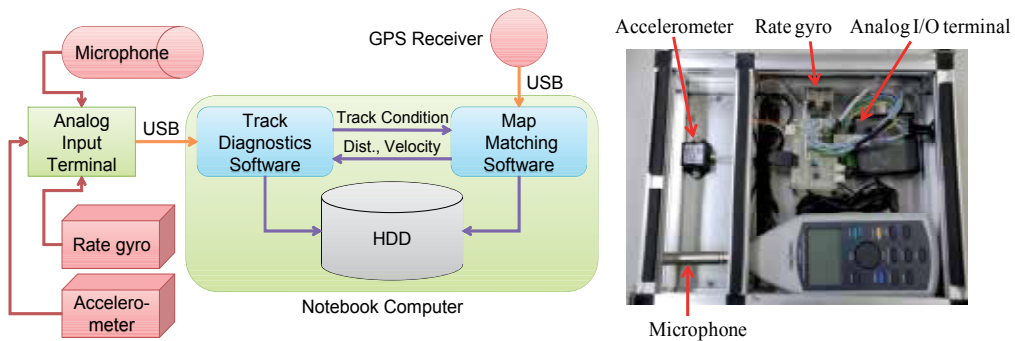 Microphone
GPS Receiver
USB
Analog
Input
Terminal
USB
Track
Diagnostics
Software
Track Condition
Dist., Velocity
Map
Matching
Software
HDD
Rate gyro
Accelero-
meter
Notebook Computer
Accelerometer
Rate gyro
Analog I/O terminal
Microphone